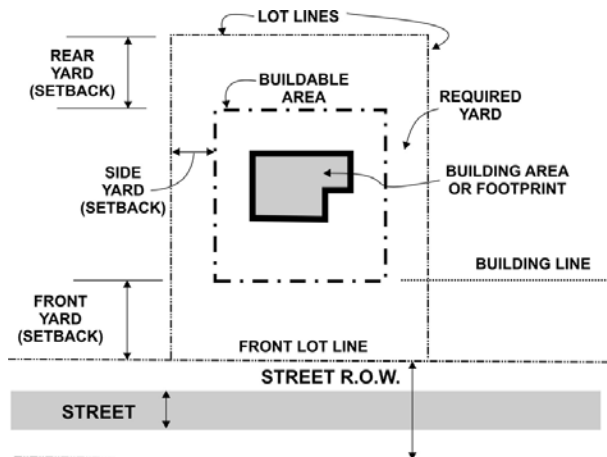 LOT LINES
REAR
YARD
(SETBACK)
BUILDABLE
AREA
REQUIRED
YARD
SIDE
YARD
(SETBACK)
BUILDING AREA
OR FOOTPRINT
BUILDING LINE
FRONT
YARD
(SETBACK)
FRONT LOT LINE
STREET R.O.W.
STREET